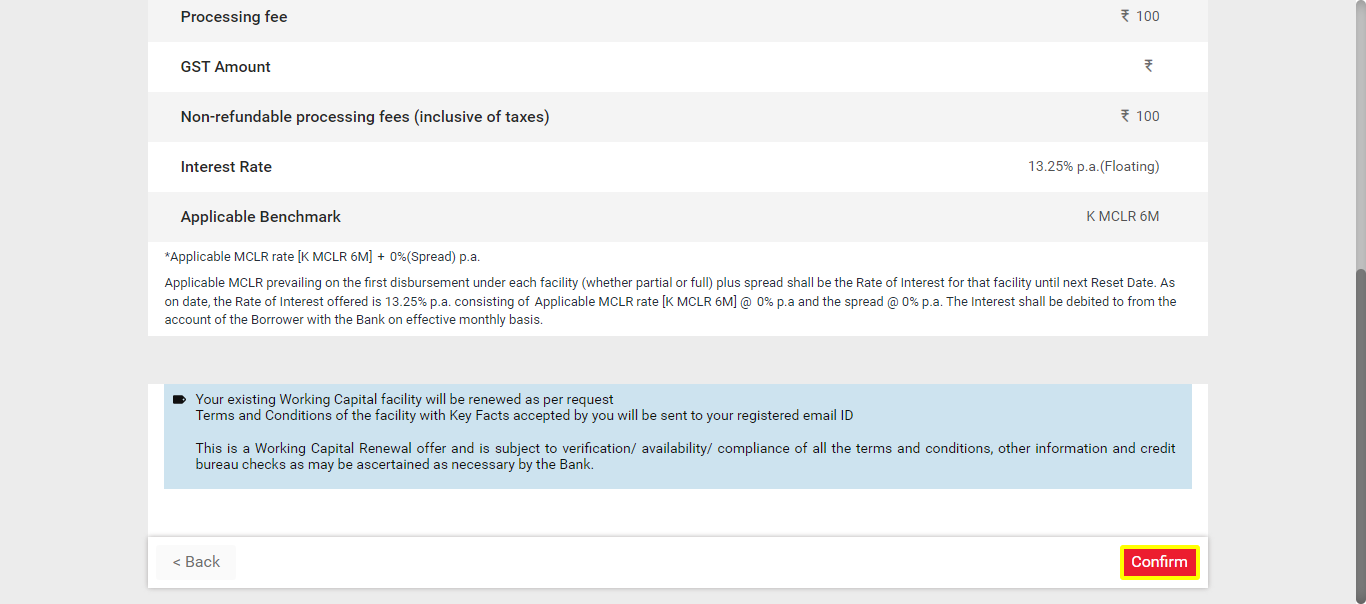 Processing fee ₹ 100
GST Amount ₹
Non-refundable processing fees (inclusive of taxes) ₹ 100
Interest Rate 13.25% p.a.(Floating)
Applicable Benchmark K MCLR 6M
*Applicable MCLR rate [K MCLR 6M] + 0%(Spread) p.a.
Applicable MCLR prevailing on the first disbursement under each facility (whether partial or full) plus spread shall be the Rate of Interest for that facility until next Reset Date. As
on date, the Rate of Interest offered is 13.25% p.a. consisting of Applicable MCLR rate [K MCLR 6M] @ 0% p.a and the spread @ 0% p.a. The Interest shall be debited to from the
account of the Borrower with the Bank on effective monthly basis.
Your existing Working Capital facility will be renewed as per request
Terms and Conditions of the facility with Key Facts accepted by you will be sent to your registered email ID
This is a Working Capital Renewal offer and is subject to verification/ availability/ compliance of all the terms and conditions, other information and credit
bureau checks as may be ascertained as necessary by the Bank.
< Back Confirm